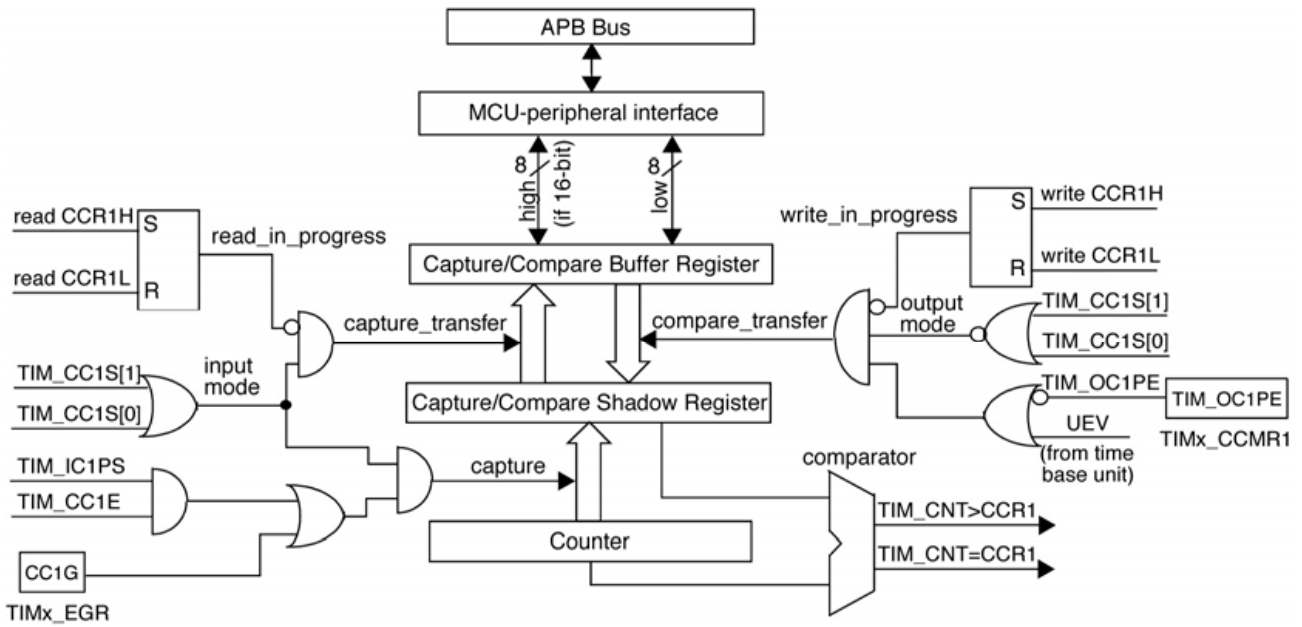 APB Bus
MCU-peripheral interface
8
high
(if 16-bit)
8
low
read CCR1H
S
read_in_progress
read CCR1L
R
write_in_progress
S
write CCR1H
R
write CCR1L
Capture/Compare Buffer Register
capture_transfer
compare_transfer
output
mode
TIM_CC1S[1]
TIM_CC1S[0]
input
mode
TIM_CC1S[1]
TIM_CC1S[0]
Capture/Compare Shadow Register
TIM_OC1PE
TIM_OC1PE
UEV
TIMx_CCMR1
(from time
base unit)
TIM_IC1PS
TIM_CC1E
capture
comparator
TIM_CNT>CCR1
Counter
TIM_CNT=CCR1
CC1G
TIMx_EGR